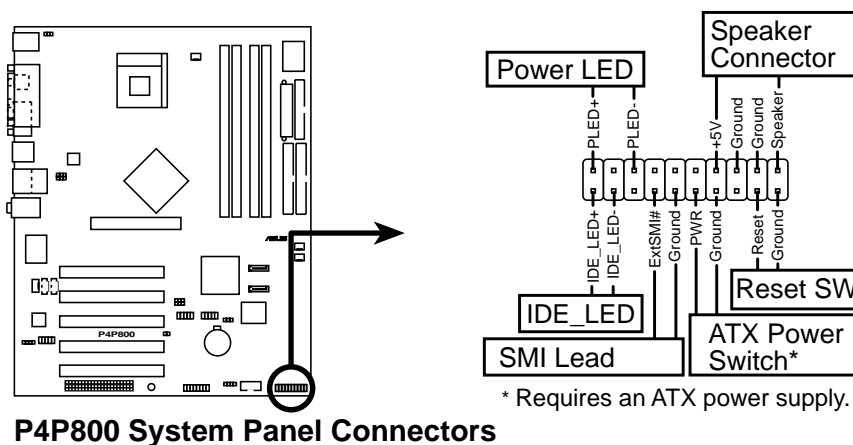 Speaker
Connector
Power LED
PLED+
PLED-
+5V
Ground
Ground
Speaker
IDE_LED+
IDE_LED-
ExtSMI#
Ground
PWR
Ground
Reset
Ground
Reset SW
IDE_LED
ATX Power
Switch*
SMI Lead
* Requires an ATX power supply.
ASUS
P4P800
P4P800 System Panel Connectors